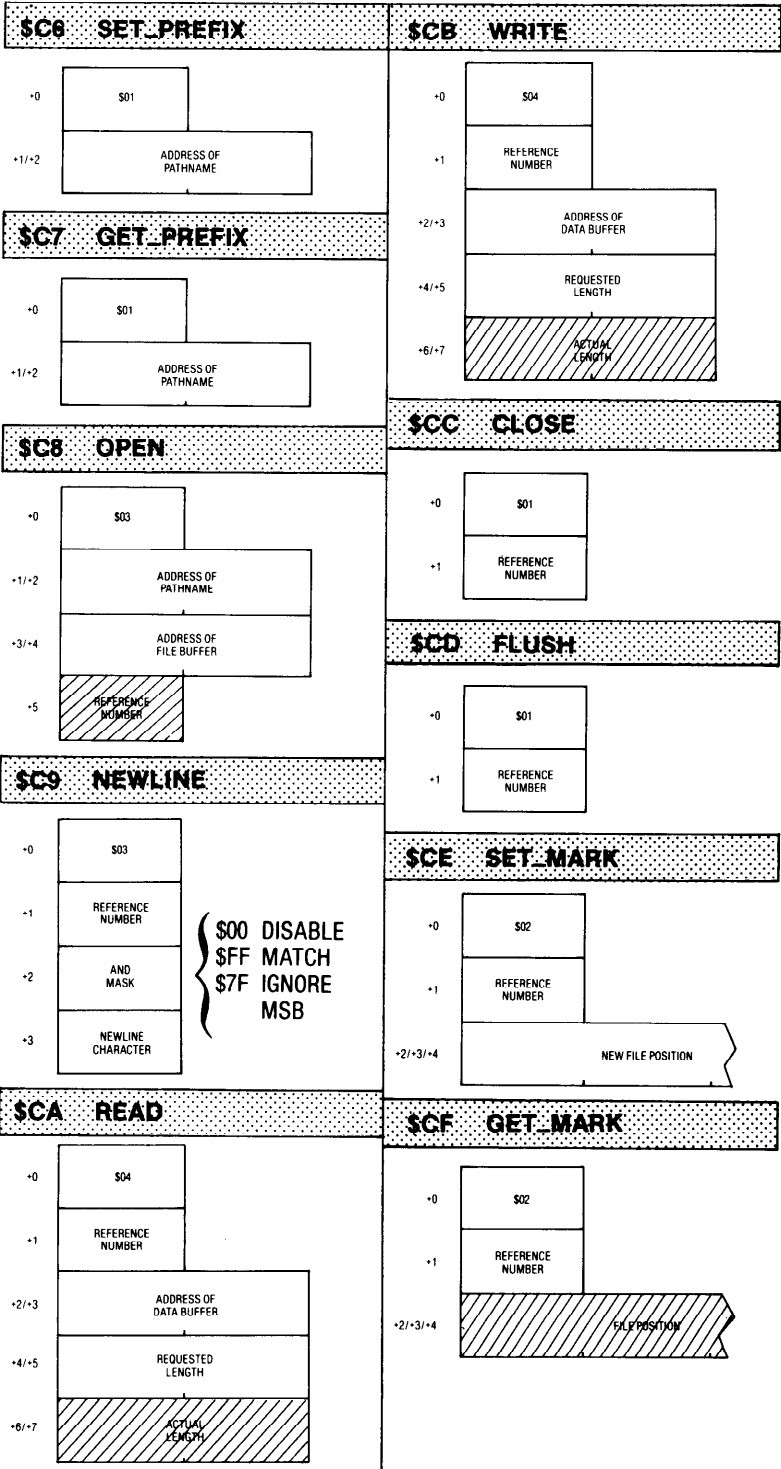 $C6 SET_PREFIX
+0 $01
+1/+2 ADDRESS OF
PATHNAME
$C7 GET_PREFIX
+0 $01
+1/+2 ADDRESS OF
PATHNAME
$C8 OPEN
+0 $03
+1/+2 ADDRESS OF
PATHNAME
+3/+4 ADDRESS OF
FILE BUFFER
+5 REFERENCE
NUMBER
$C9 NEWLINE
+0 $03
+1 REFERENCE
NUMBER
+2 AND
MASK
+3 NEWLINE
CHARACTER
$00 DISABLE
$FF MATCH
$7F IGNORE
MSB
$CA READ
+0 $04
+1 REFERENCE
NUMBER
+2/+3 ADDRESS OF
DATA BUFFER
+4/+5 REQUESTED
LENGTH
+6/+7 ACTUAL
LENGTH
$CB WRITE
+0 $04
+1 REFERENCE
NUMBER
+2/+3 ADDRESS OF
DATA BUFFER
+4/+5 REQUESTED
LENGTH
+6/+7 ACTUAL
LENGTH
$CC CLOSE
+0 $01
+1 REFERENCE
NUMBER
$CD FLUSH
+0 $01
+1 REFERENCE
NUMBER
$CE SET_MARK
+0 $02
+1 REFERENCE
NUMBER
+2/+3/+4 NEW FILE POSITION
$CF GET_MARK
+0 $02
+1 REFERENCE
NUMBER
+2/+3/+4 FILE POSITION